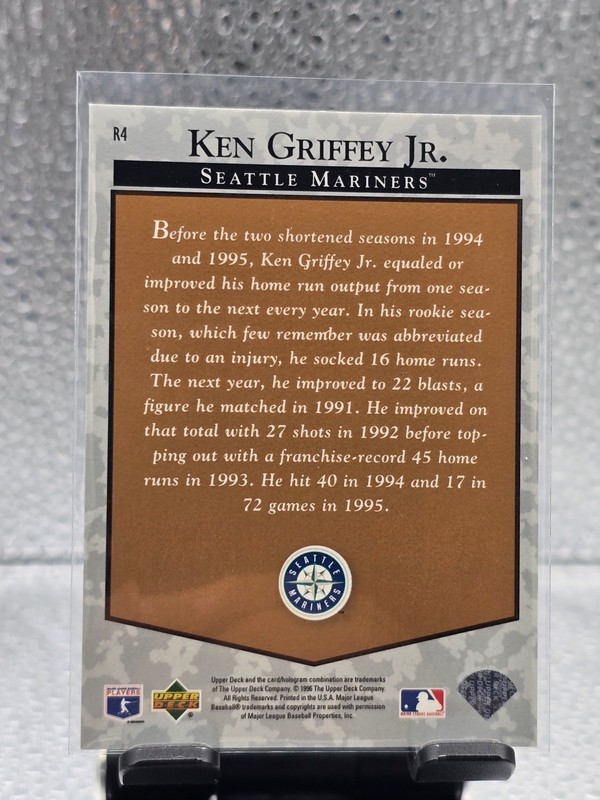 R4
KEN GRIFFEY JR.
SEATTLE MARINERS™
Before the two shortened seasons in 1994
and 1995, Ken Griffey Jr. equaled or
improved his home run output from one sea-
son to the next every year. In his rookie sea-
son, which few remember was abbreviated
due to an injury, he socked 16 home runs.
The next year, he improved to 22 blasts, a
figure he matched in 1991. He improved on
that total with 27 shots in 1992 before top-
ping out with a franchise-record 45 home
runs in 1993. He hit 40 in 1994 and 17 in
72 games in 1995.
SEATTLE
MARINERS
™
Upper Deck and the card/hologram combination are trademarks
of The Upper Deck Company. © 1996 The Upper Deck Company.
All Rights Reserved. Printed in the U.S.A. Major League
Baseball® trademarks and copyrights are used with permission
of Major League Baseball Properties, Inc.
PLAYERS
UPPER
DECK
®
MAJOR LEAGUE BASEBALL